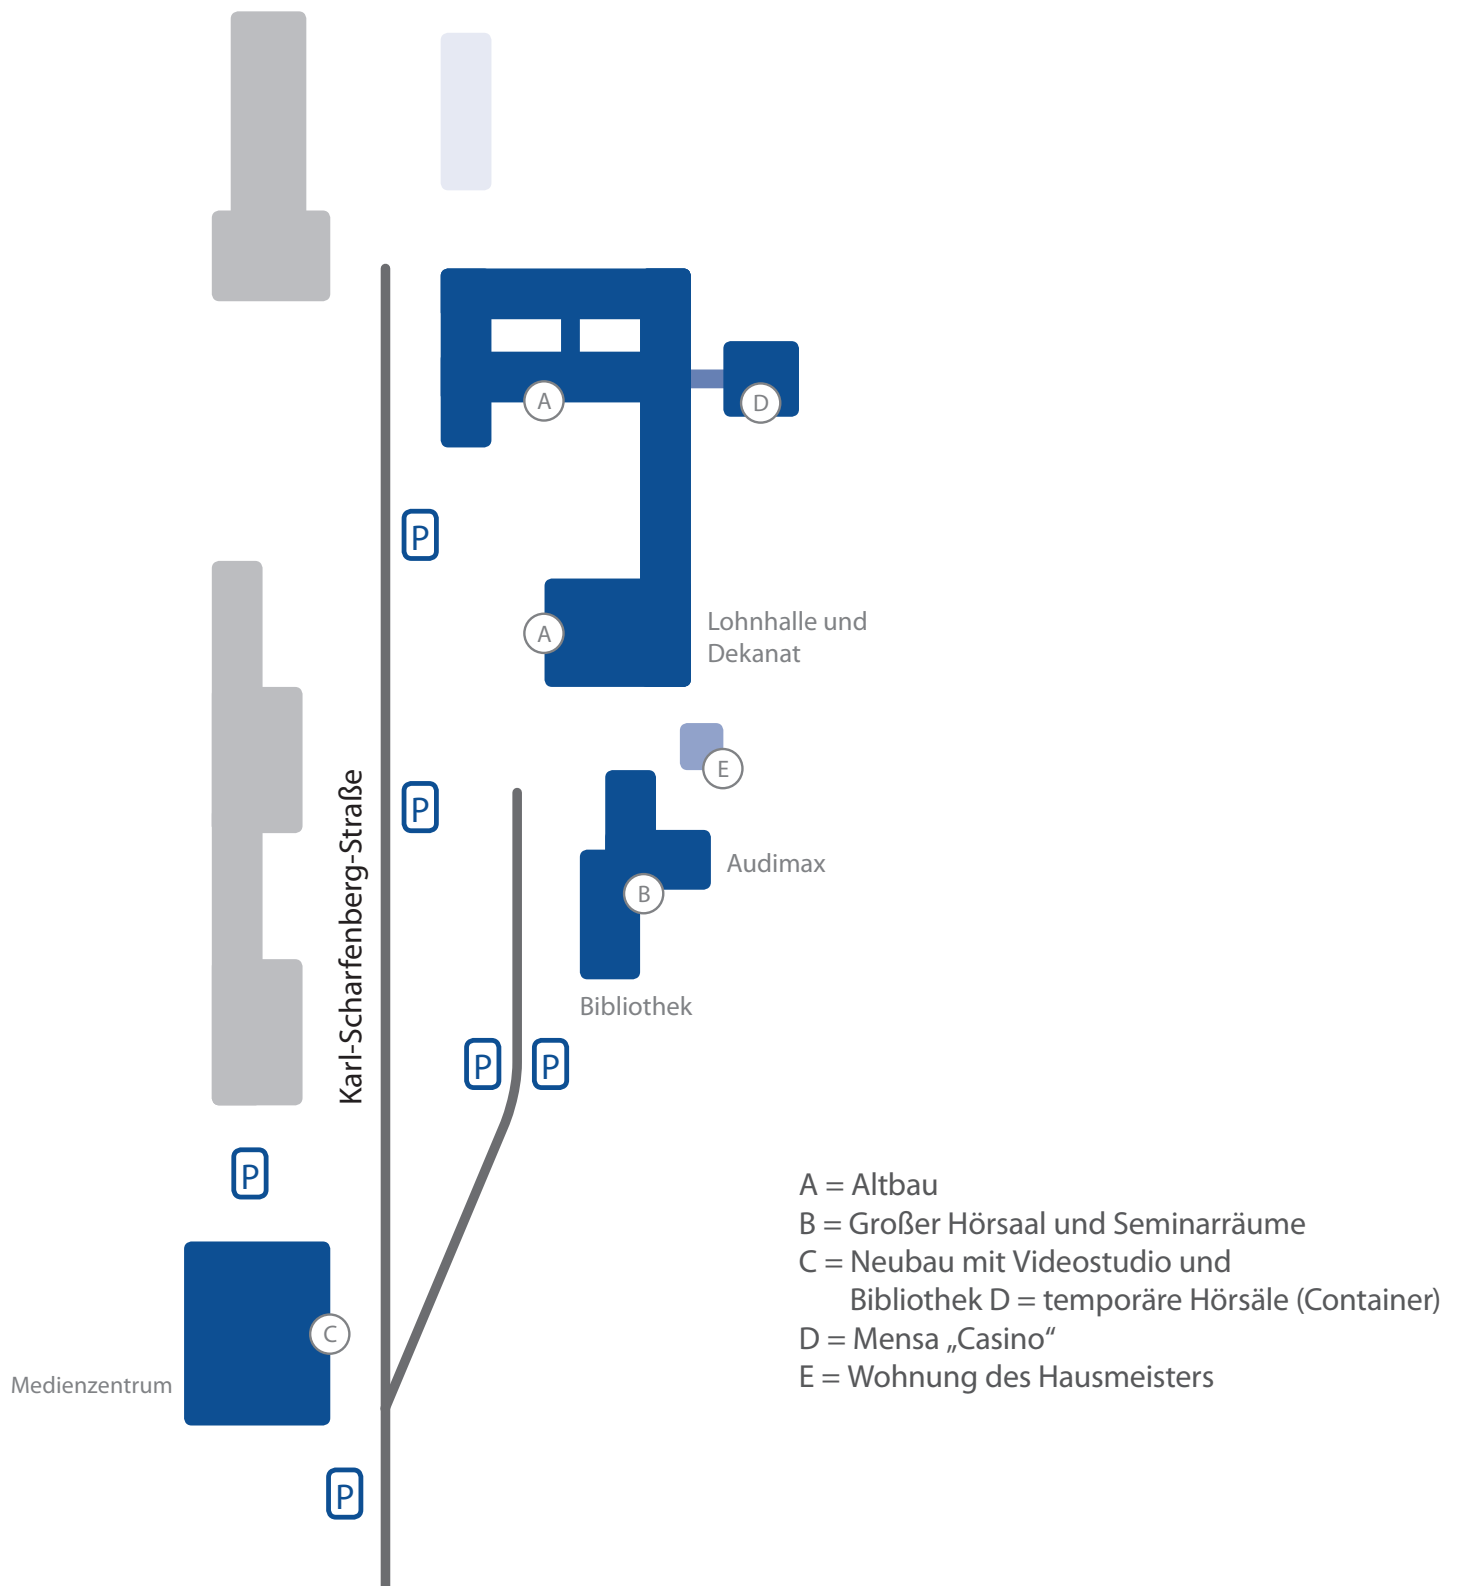 A
D
P
A
Lohnhalle und
Dekanat
E
P
Karl-Scharfenberg-Straße
Audimax
B
Bibliothek
P
P
P
A = Altbau
B = Großer Hörsaal und Seminarräume
C = Neubau mit Videostudio und
Bibliothek D = temporäre Hörsäle (Container)
D = Mensa „Casino“
E = Wohnung des Hausmeisters
C
Medienzentrum
P